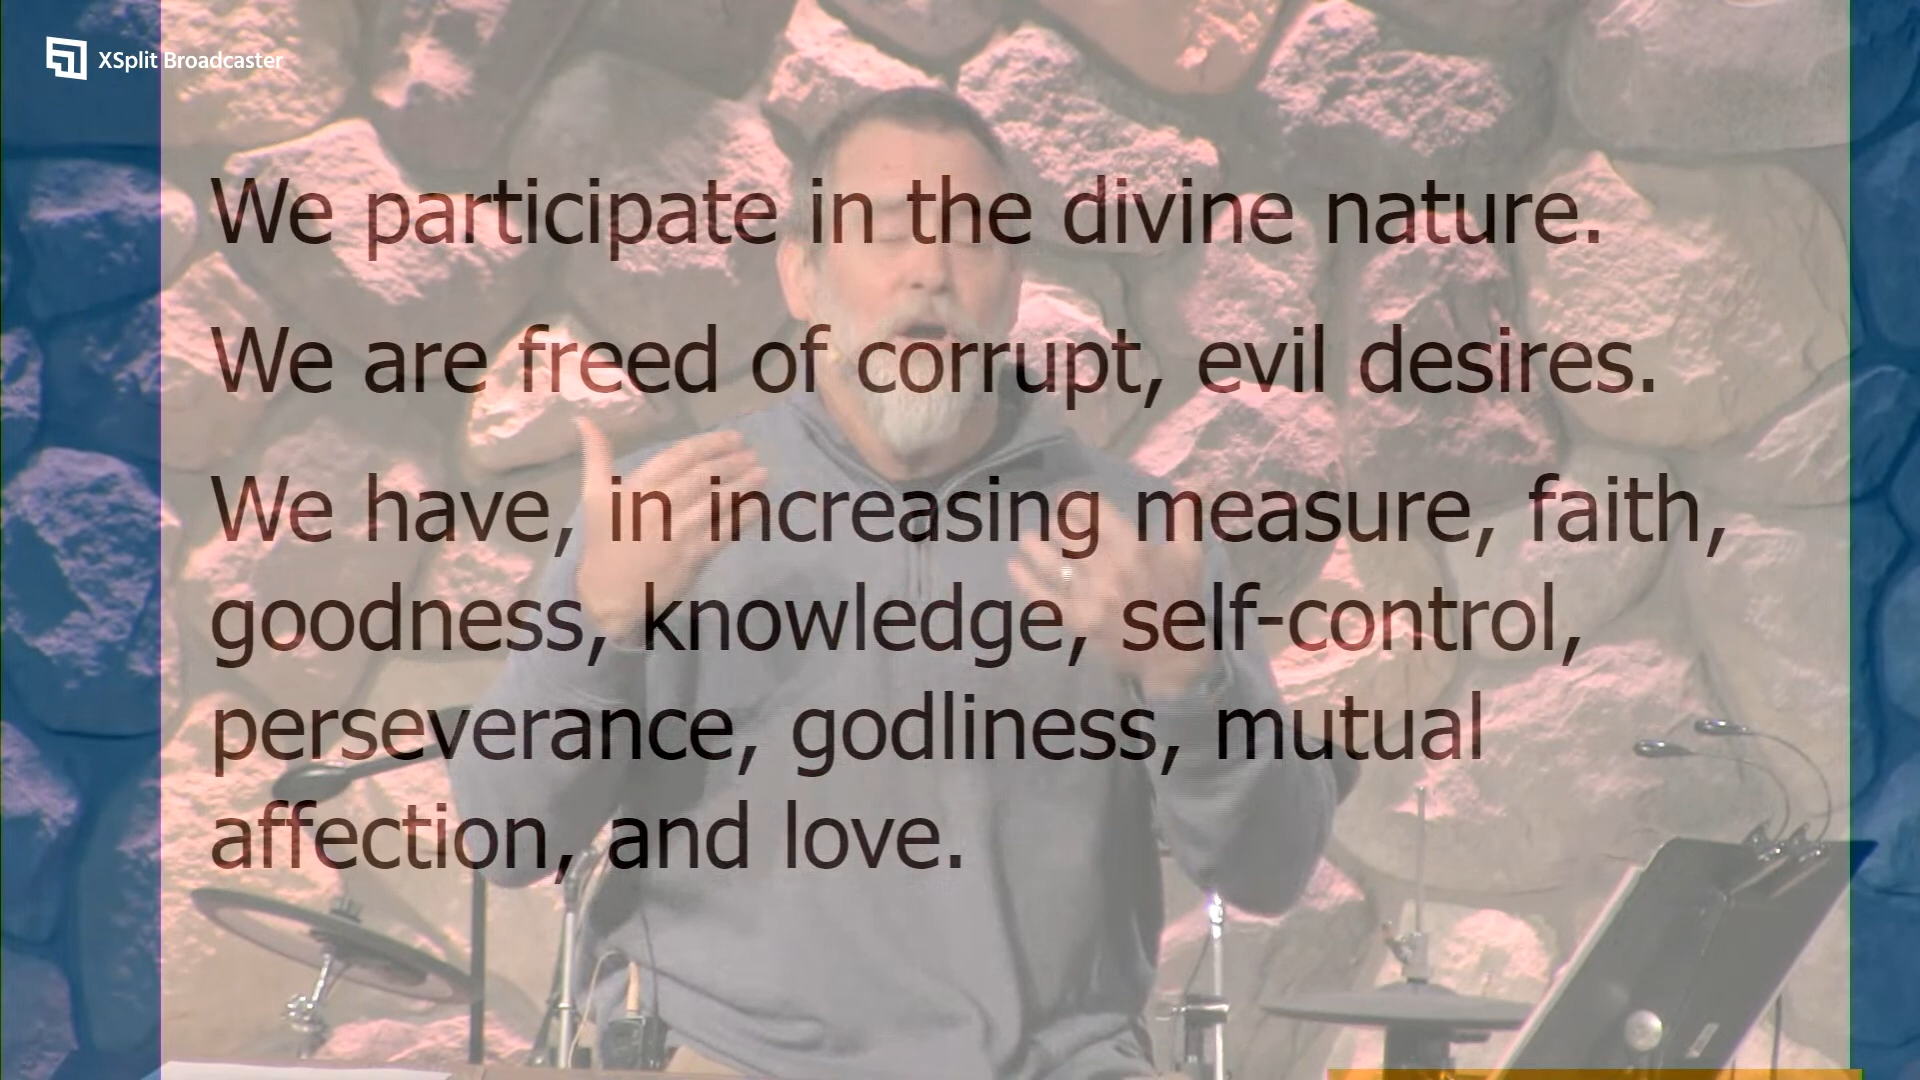 XSplit Broadcaster
We participate in the divine nature.
We are freed of corrupt, evil desires.
We have, in increasing measure, faith,
goodness, knowledge, self-control,
perseverance, godliness, mutual
affection, and love.